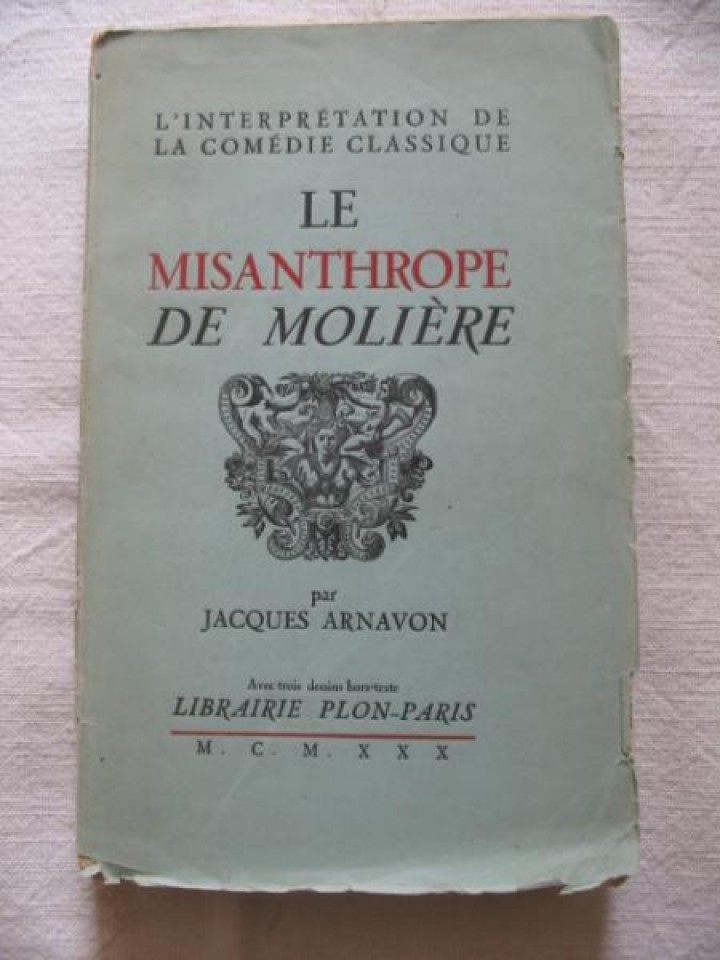 L'INTERPRÉTATION DE
LA COMÉDIE CLASSIQUE
LE
MISANTHROPE
DE MOLIÈRE
par
JACQUES ARNAVON
Avec trois dessins hors-texte
LIBRAIRIE PLON-PARIS
M. C. M. X X X